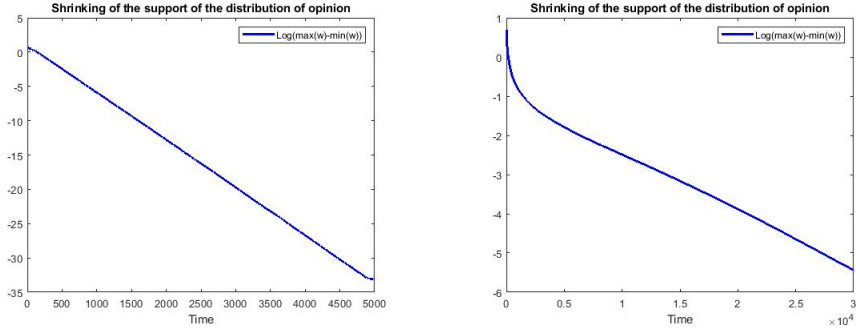 Shrinking of the support of the distribution of opinion
Log(max(w)-min(w))
5
0
-5
-10
-15
-20
-25
-30
-35
0 500 1000 1500 2000 2500 3000 3500 4000 4500 5000
Time
Shrinking of the support of the distribution of opinion
Log(max(w)-min(w))
1
0
-1
-2
-3
-4
-5
-6
0 0.5 1 1.5 2 2.5 3
Time
×10^4